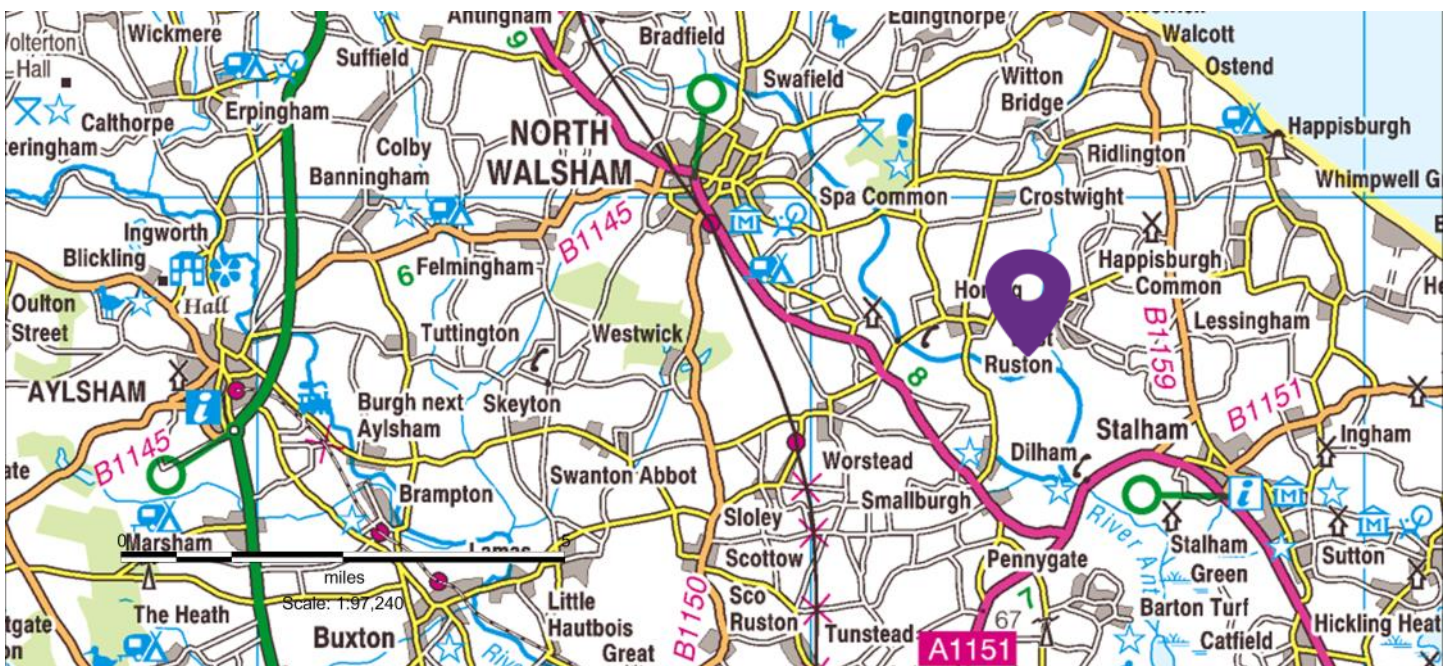 Antingham
Bradfield
Edingthorpe
Walcott
Wickmere
Suffield
9
Hall
Swafield
Witton
Bridge
Ostend
Erpingham
Calthorpe
Colby
NORTH
WALSHAM
Happisburgh
Banningham
Ridlington
Spa Common
Crostwight
Ingworth
B1145
Blickling
6
Felmingham
Happisburgh
Common
Oulton
Street
Hall
Tuttington
Westwick
Lessingham
B1159
Ruston
AYLSHAM
i
Burgh next
Aylsham
Skeyton
8
B1151
Stalham
Ingham
B1145
Dilham
Swanton Abbot
Worstead
Brampton
Smallburgh
Sloley
i
M
M
M
Marsham
Lamas
Scottow
River Ant
Stalham
Green
Sutton
0
5
miles
Scale: 1:97,240
Pennygate
The Heath
B1150
Sco
Ruston
7
67
Barton Turf
Little
Hautbois
Great
Buxton
Tunstead
A1151
Catfield